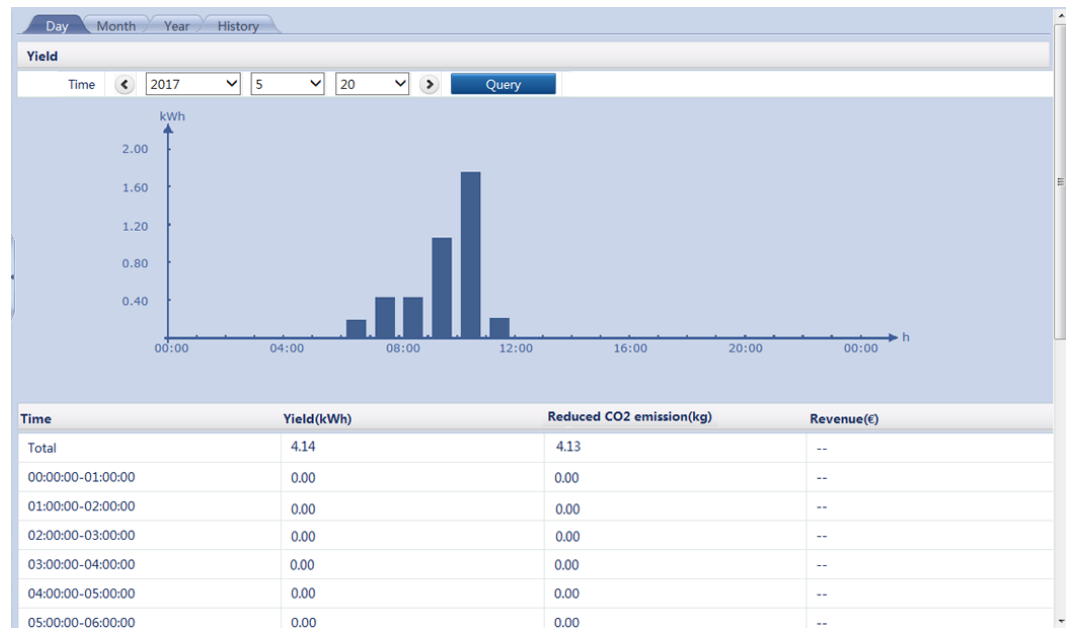 Day Month Year History
Yield
Time 2017 5 20 Query
kWh
2.00
1.60
1.20
0.80
0.40
00:00 04:00 08:00 12:00 16:00 20:00 00:00 h
Time Yield(kWh) Reduced CO2 emission(kg) Revenue(€)
Total 4.14 4.13 --
00:00:00-01:00:00 0.00 0.00 --
01:00:00-02:00:00 0.00 0.00 --
02:00:00-03:00:00 0.00 0.00 --
03:00:00-04:00:00 0.00 0.00 --
04:00:00-05:00:00 0.00 0.00 --
05:00:00-06:00:00 0.00 0.00 --